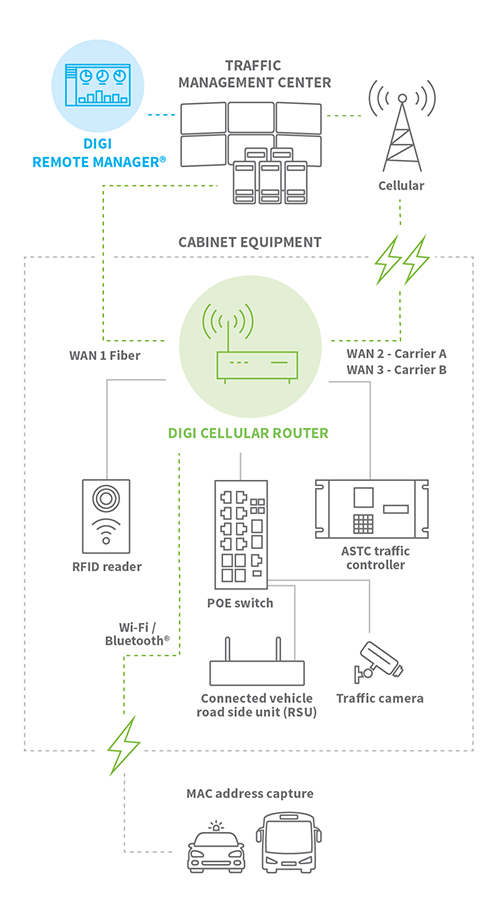 TRAFFIC
MANAGEMENT CENTER
DIGI
REMOTE MANAGER®
Cellular
CABINET EQUIPMENT
WAN 1 Fiber
WAN 2 - Carrier A
WAN 3 - Carrier B
DIGI CELLULAR ROUTER
RFID reader
POE switch
ASTC traffic
controller
Wi-Fi /
Bluetooth®
Connected vehicle
road side unit (RSU)
Traffic camera
MAC address capture